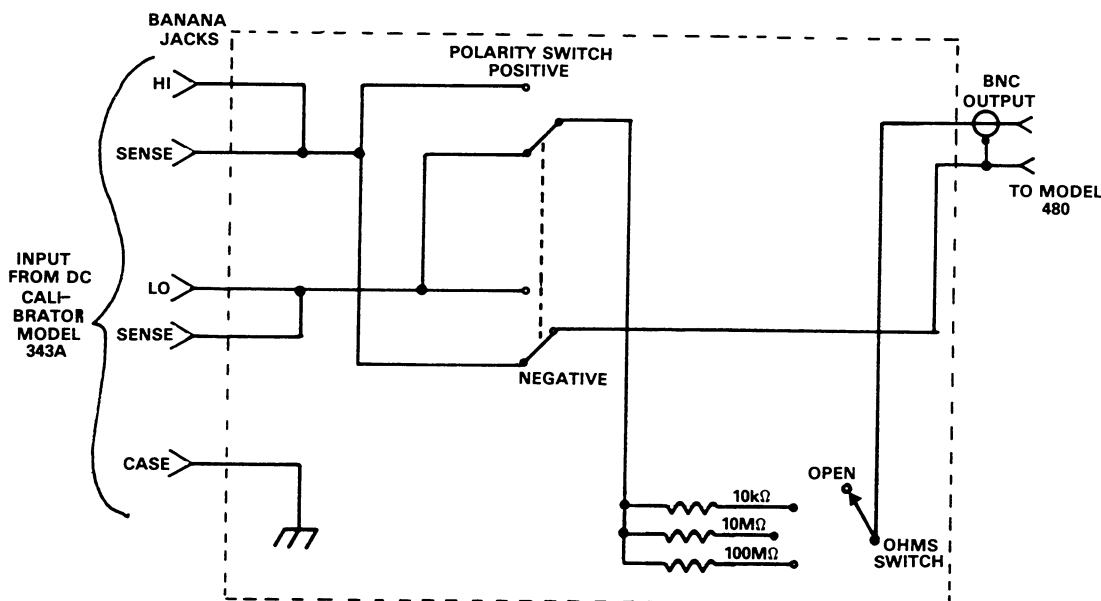 BANANA
JACKS
HI
SENSE
LO
SENSE
CASE
INPUT
FROM DC
CALI-
BRATOR
MODEL
343A
POLARITY SWITCH
POSITIVE
NEGATIVE
10kΩ
10MΩ
100MΩ
OPEN
OHMS
SWITCH
BNC
OUTPUT
TO MODEL
480